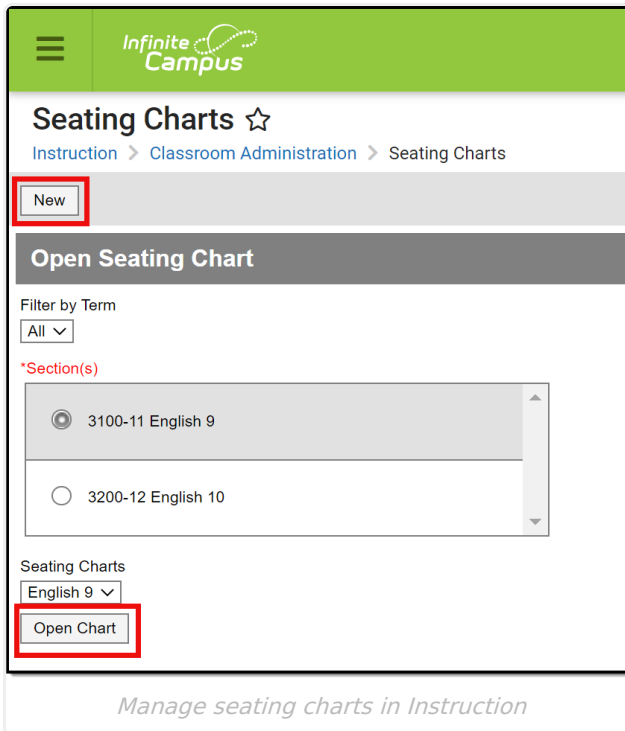 Infinite
Campus
Seating Charts
Instruction > Classroom Administration > Seating Charts
New
Open Seating Chart
Filter by Term
All
*Section(s)
3100-11 English 9
3200-12 English 10
Seating Charts
English 9
Open Chart
Manage seating charts in Instruction